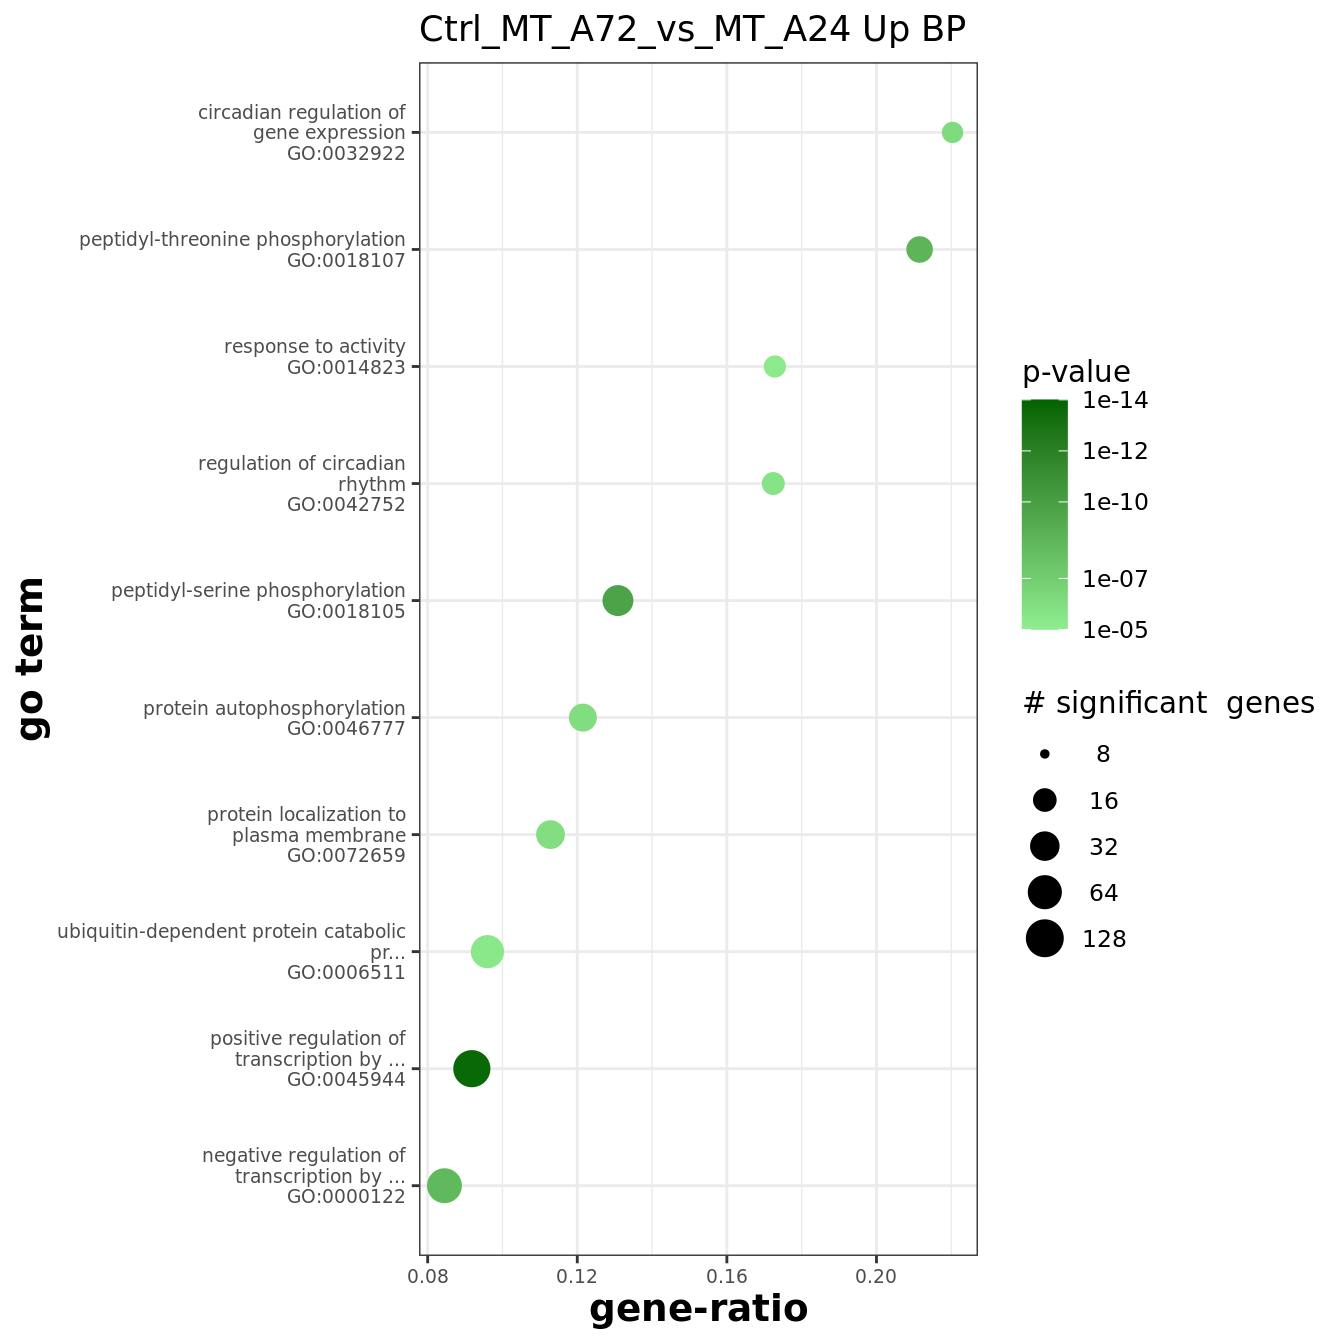 Ctrl_MT_A72_vs_MT_A24 Up BP
circadian regulation of
gene expression
GO:0032922
peptidyl-threonine phosphorylation
GO:0018107
response to activity
GO:0014823
regulation of circadian
rhythm
GO:0042752
peptidyl-serine phosphorylation
GO:0018105
protein autophosphorylation
GO:0046777
protein localization to
plasma membrane
GO:0072659
ubiquitin-dependent protein catabolic
pr...
GO:0006511
positive regulation of
transcription by ...
GO:0045944
negative regulation of
transcription by ...
GO:0000122
go term
0.08 0.12 0.16 0.20
gene-ratio
p-value
1e-14
1e-12
1e-10
1e-07
1e-05
# significant  genes
8
16
32
64
128